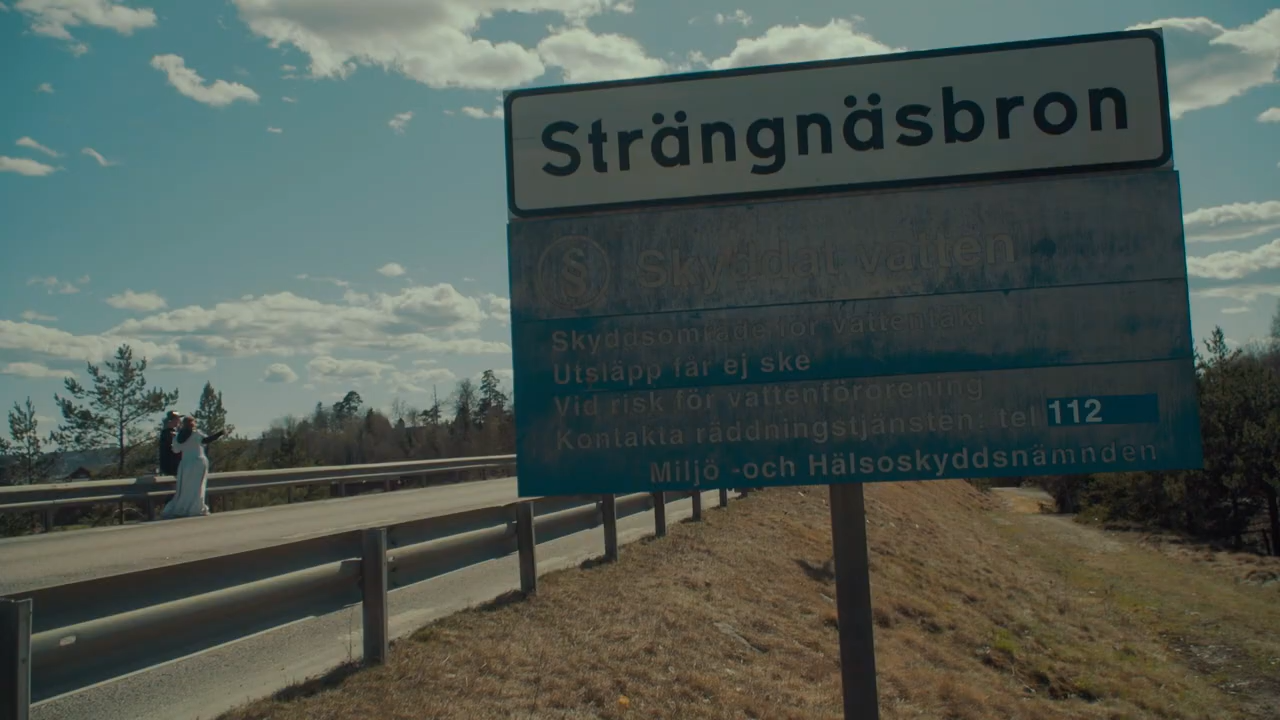 Strängnäsbron
§ Skyddat vatten
Skyddsområde för vattentäkt
Utsläpp får ej ske
Vid risk för vattenförorening
Kontakta räddningstjänsten: tel 112
Miljö -och Hälsoskyddsnämnden